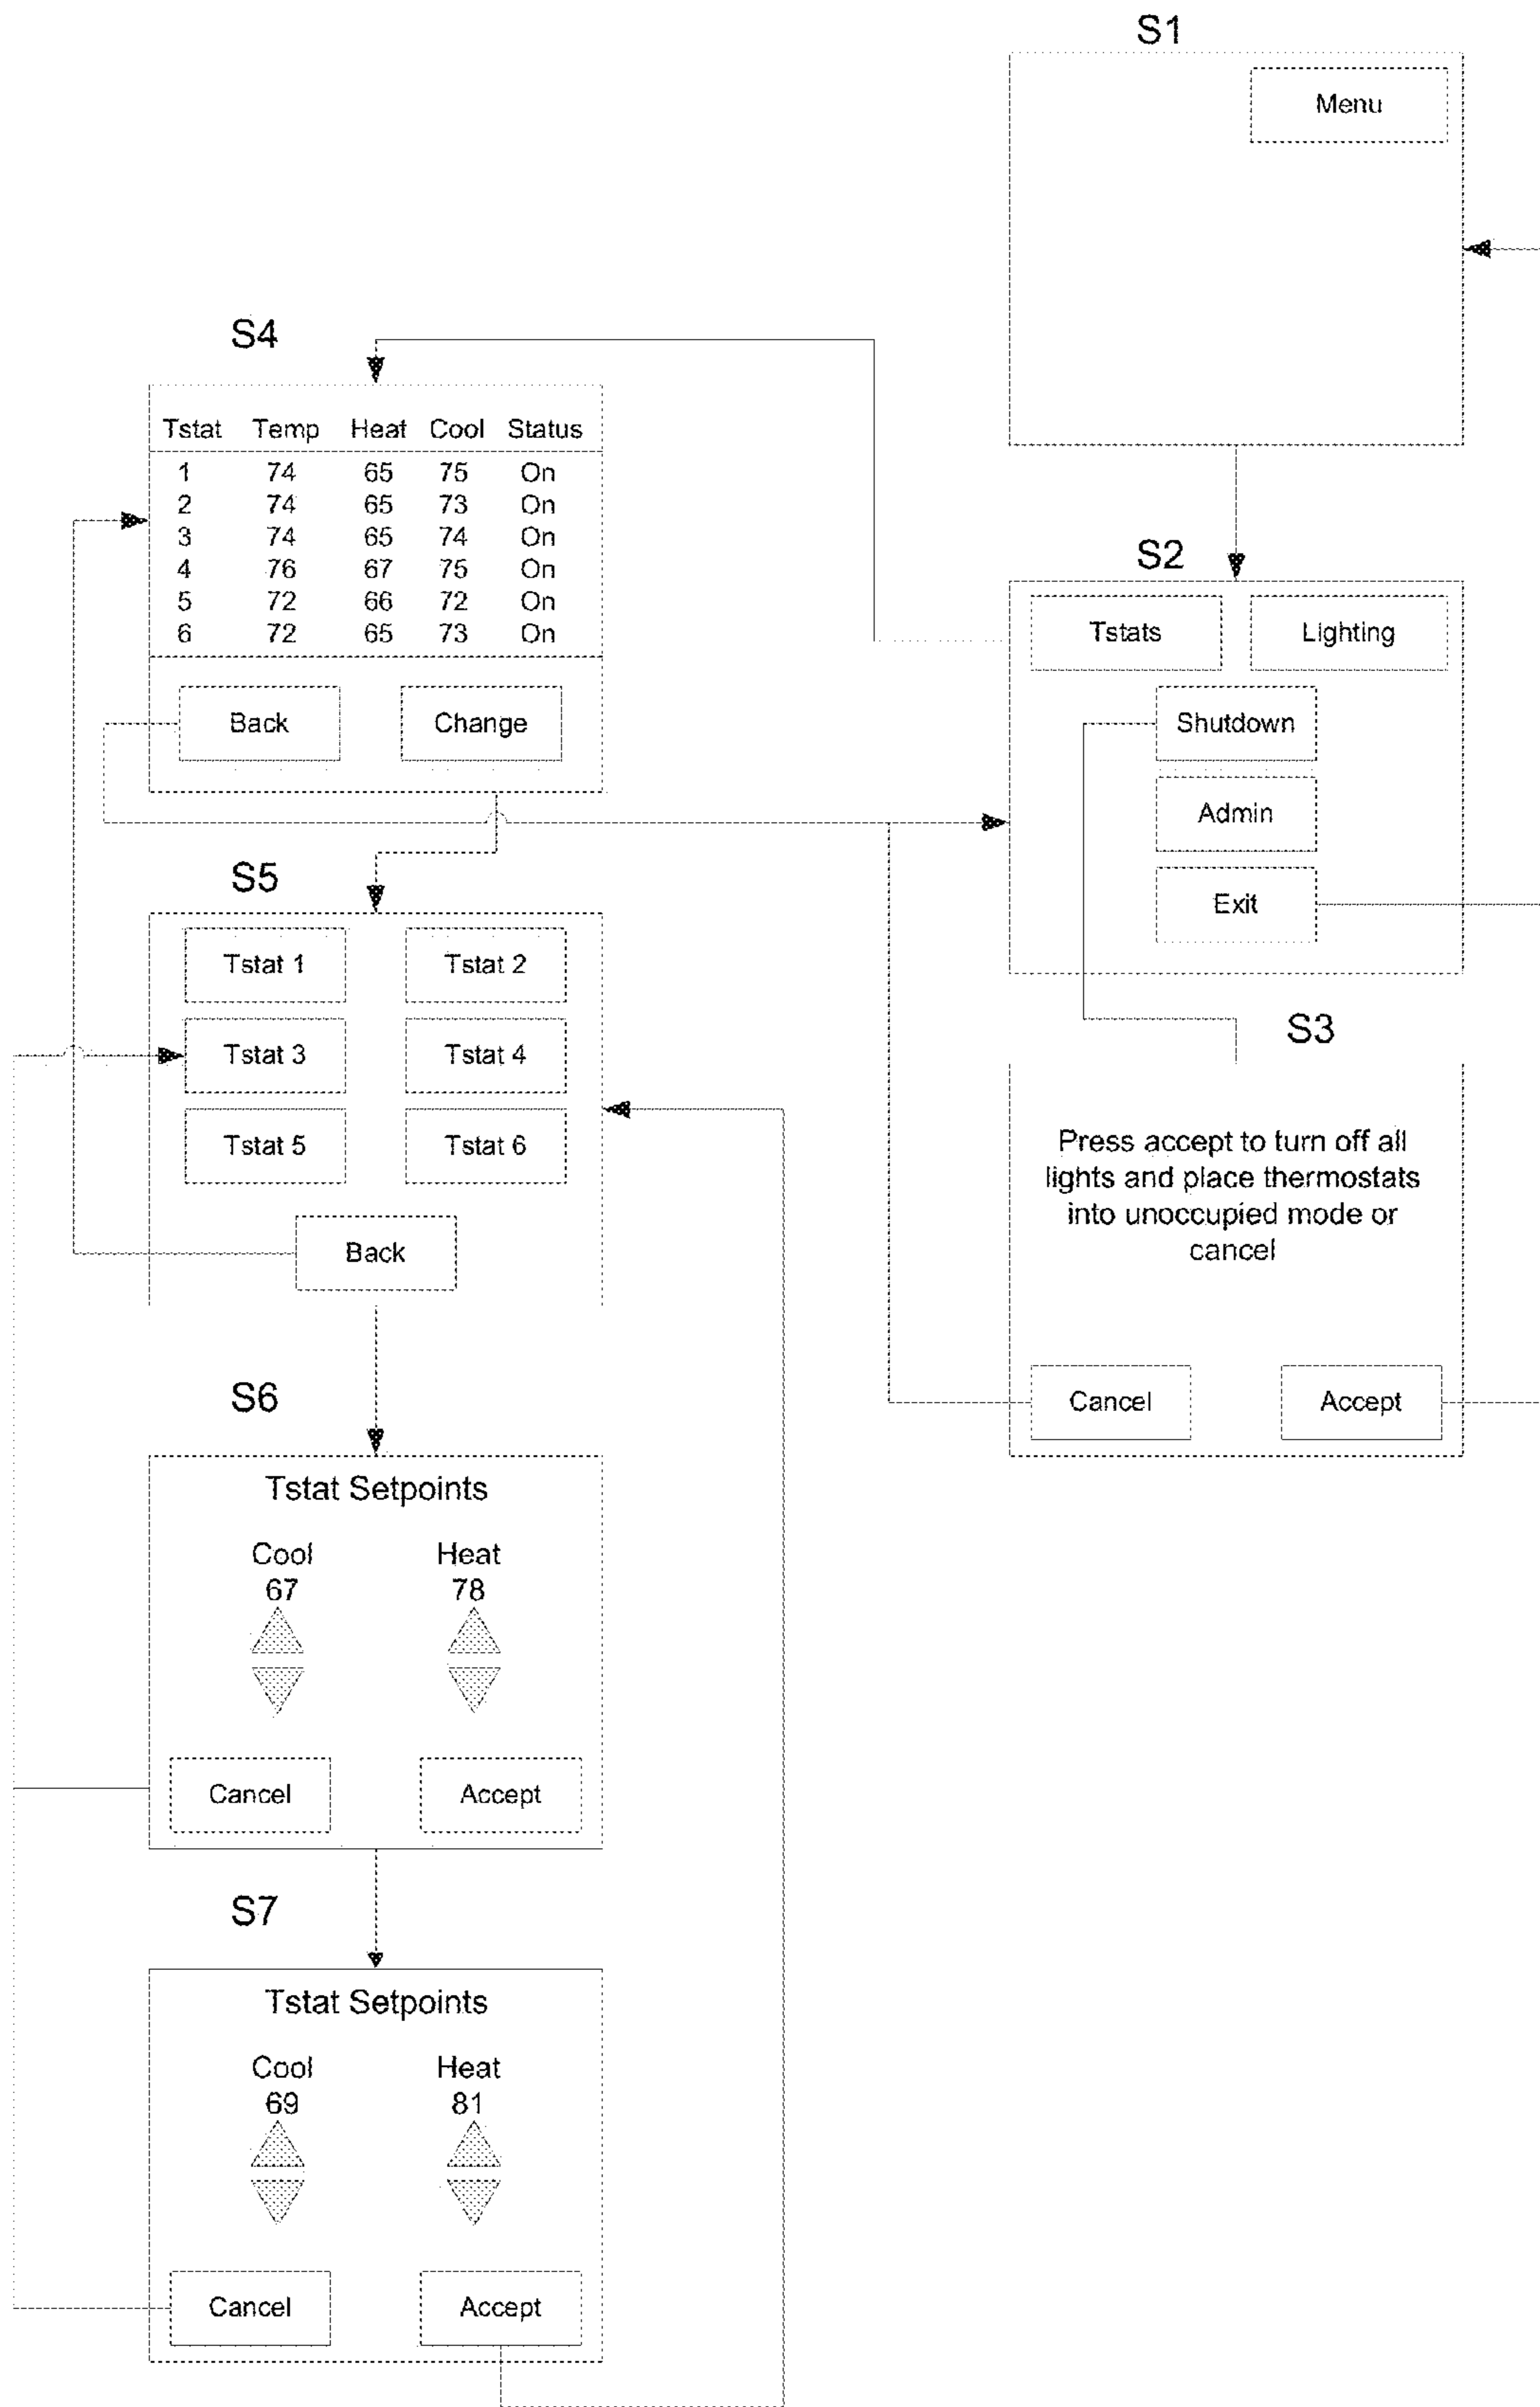 S1
Menu
S2
Tstats Lighting
Shutdown
Admin
Exit
S3
Press accept to turn off all
lights and place thermostats
into unoccupied mode or
cancel
Cancel Accept
S4
Tstat Temp Heat Cool Status
1 74 65 75 On
2 74 65 73 On
3 74 65 74 On
4 76 67 75 On
5 72 66 72 On
6 72 65 73 On
Back Change
S5
Tstat 1 Tstat 2
Tstat 3 Tstat 4
Tstat 5 Tstat 6
Back
S6
Tstat Setpoints
Cool Heat
67 78
Cancel Accept
S7
Tstat Setpoints
Cool Heat
69 81
Cancel Accept